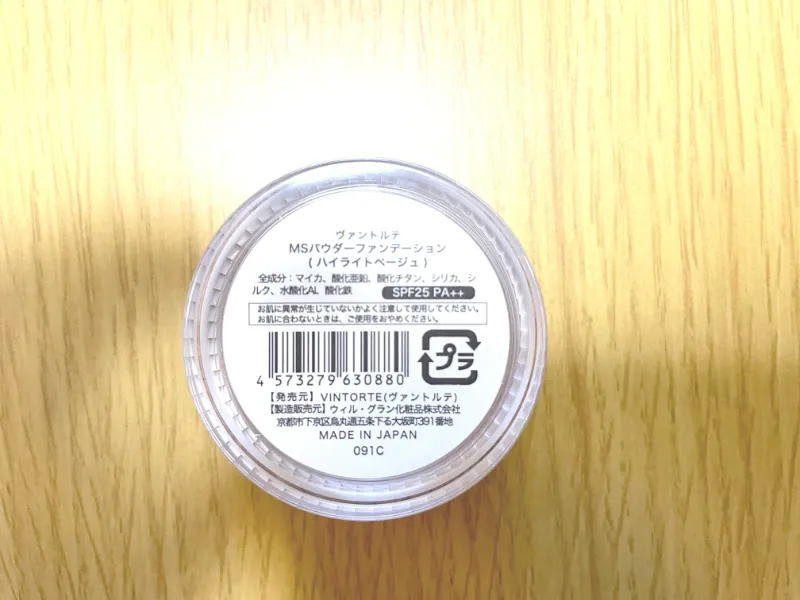 ヴァントルテ
MSパウダーファンデーション
(ハイライトベージュ)
全成分:マイカ、酸化亜鉛、酸化チタン、シリカ、シ
ルク、水酸化Al、酸化鉄 SPF25 PA++
お肌に異常が生じていないかよく注意して使用してください。
お肌に合わないときは、ご使用をおやめください。
プラ
4 573279 630880
【発売元】VINTORTE(ヴァントルテ)
【製造販売元】ウィル・グラン化粧品株式会社
京都市下京区烏丸通五条下る大坂町391番地
MADE IN JAPAN
091C